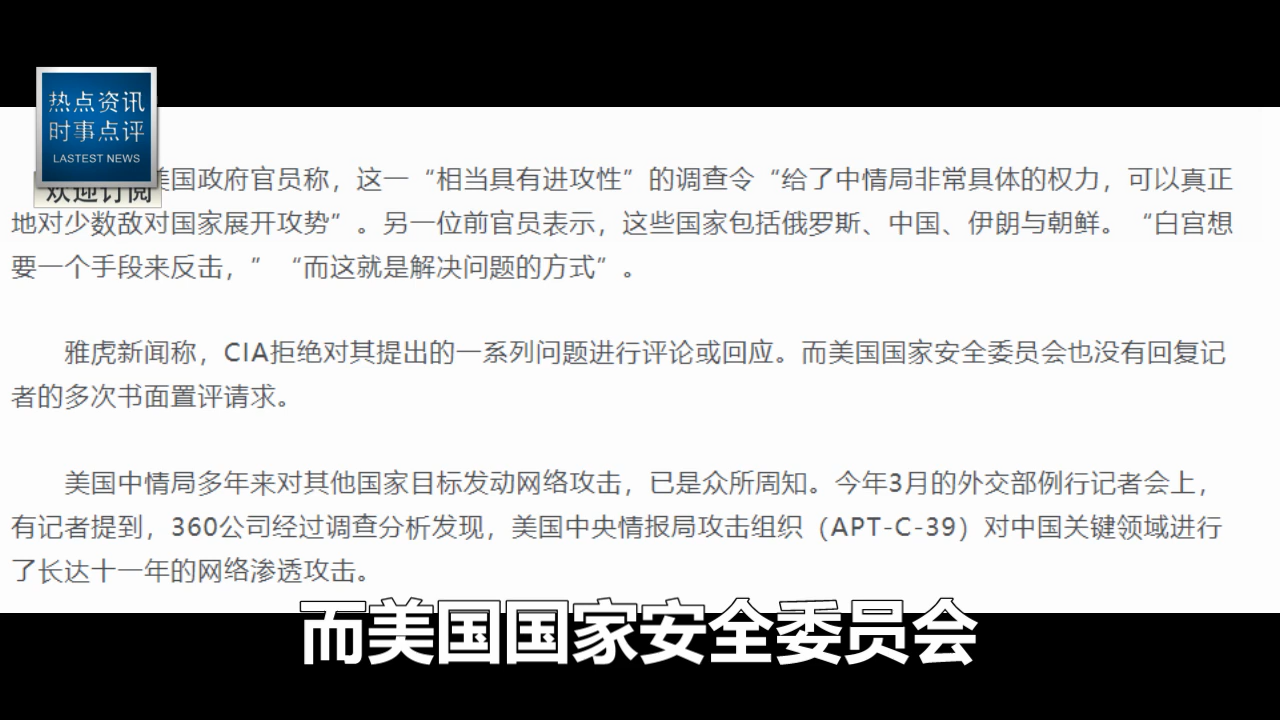 热点资讯
时事点评
LASTEST NEWS
欢迎订阅
美国政府官员称，这一“相当具有进攻性”的调查令“给了中情局非常具体的权力，可以真正
地对少数敌对国家展开攻势”。另一位前官员表示，这些国家包括俄罗斯、中国、伊朗与朝鲜。“白宫想
要一个手段来反击，”“而这就是解决问题的方式”。
雅虎新闻称，CIA拒绝对其提出的一系列问题进行评论或回应。而美国国家安全委员会也没有回复记
者的多次书面置评请求。
美国中情局多年来对其他国家目标发动网络攻击，已是众所周知。今年3月的外交部例行记者会上，
有记者提到，360公司经过调查分析发现，美国中央情报局攻击组织（APT-C-39）对中国关键领域进行
了长达十一年的网络渗透攻击。
而美国国家安全委员会